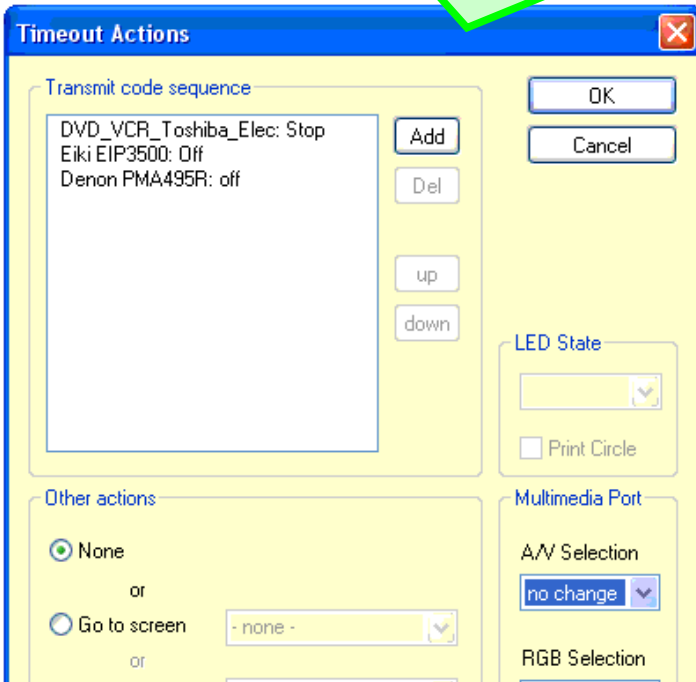 Timeout Actions
Transmit code sequence
DVD_VCR_Toshiba_Elec: Stop
Eiki EIP3500: Off
Denon PMA495R: off
Add
Del
up
down
OK
Cancel
LED State
Print Circle
Other actions
None
or
Go to screen
- none -
or
Multimedia Port
A/V Selection
no change
RGB Selection